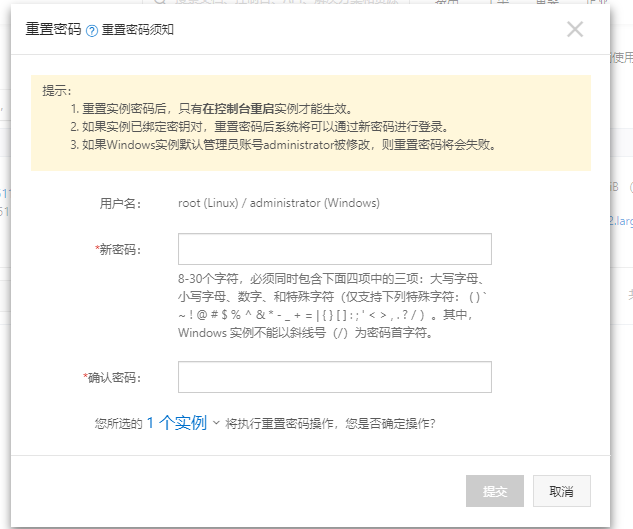 重置密码 ? 重置密码须知
提示：
1. 重置实例密码后，只有在控制台重启实例才能生效。
2. 如果实例已绑定密钥对，重置密码后系统将可以通过新密码进行登录。
3. 如果Windows实例默认管理员账号administrator被修改，则重置密码将会失败。
用户名： root (Linux) / administrator (Windows)
*新密码：
8-30个字符，必须同时包含下面四项中的三项：大写字母、
小写字母、数字、和特殊字符（仅支持下列特殊字符： ( ) `
~ ! @ # $ % ^ & * - _ + = | { } [ ] : ; ' < > , . ? / ）。其中，
Windows 实例不能以斜线号（/）为密码首字符。
*确认密码：
您所选的 1 个实例 将执行重置密码操作，您是否确定操作？
提交 取消
使用
511
51
iB（
2.larg